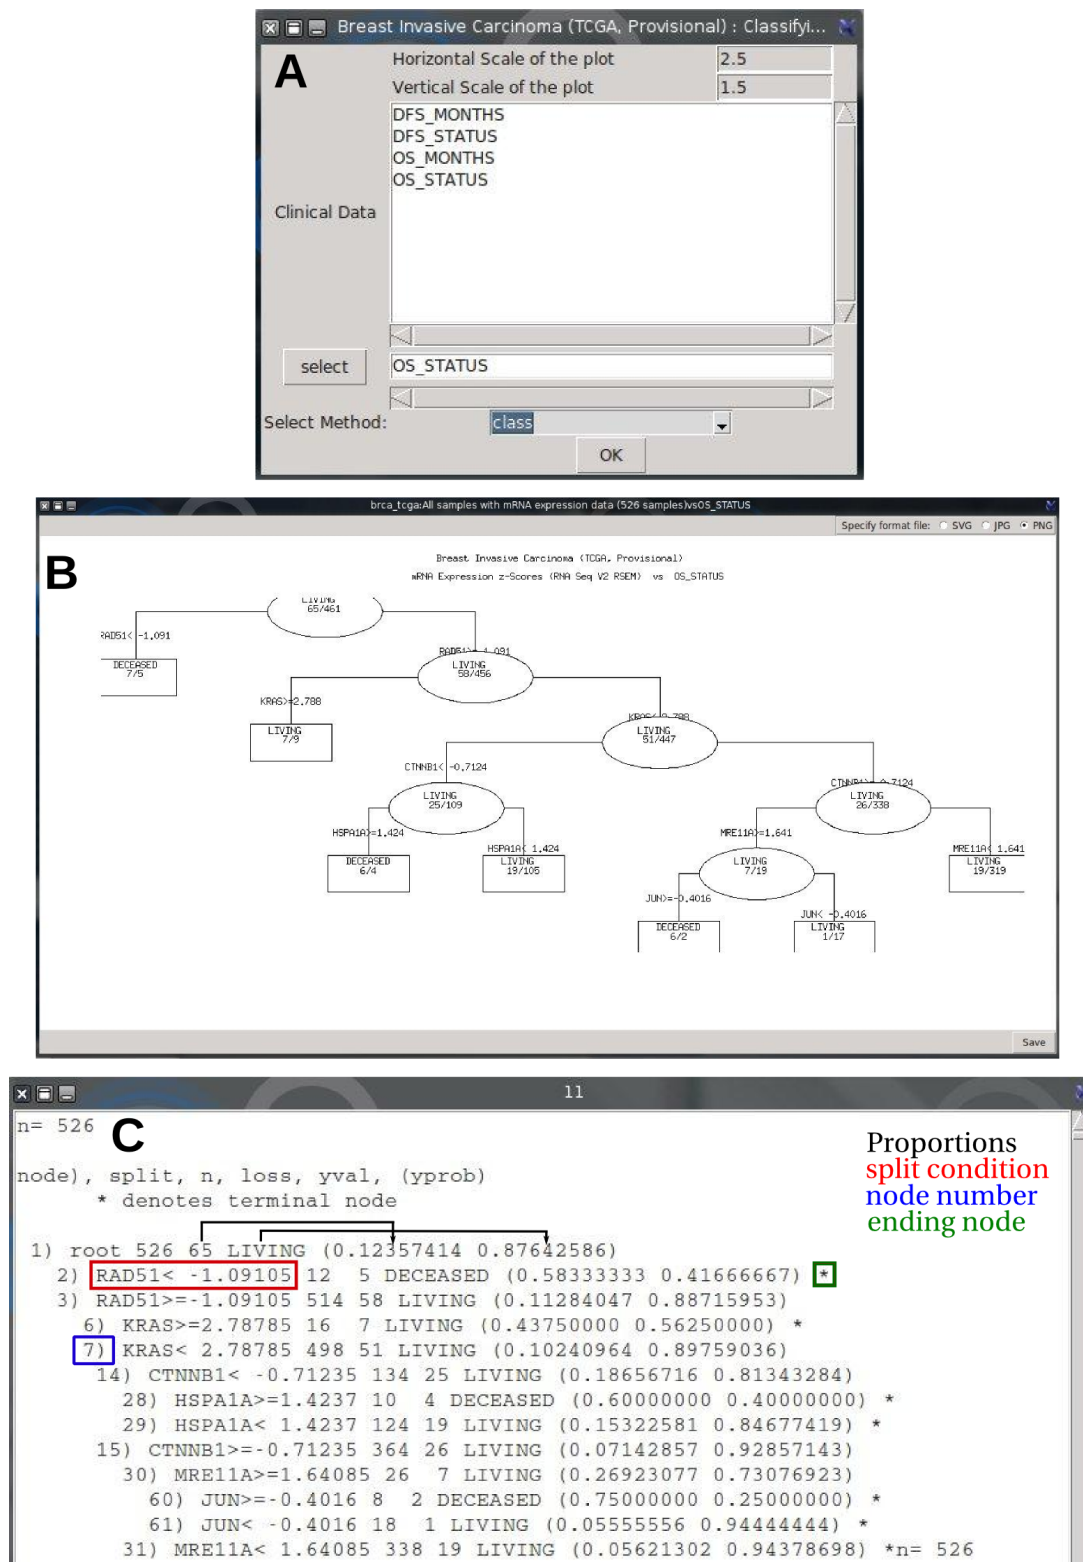 Breast Invasive Carcinoma (TCGA, Provisional) : Classifyi...
A
Horizontal Scale of the plot 2.5
Vertical Scale of the plot 1.5
DFS_MONTHS
DFS_STATUS
OS_MONTHS
OS_STATUS
Clinical Data
select OS_STATUS
Select Method: class
OK
brca_tcga:All samples with mRNA expression data (526 samples)vsOS_STATUS
Specify format file: SVG JPG PNG
B
Breast Invasive Carcinoma (TCGA, Provisional)
mRNA Expression z-Scores (RNA Seq V2 RSEM) vs OS_STATUS
LIVING
65/461
RAD51< -1.091
DECEASED
7/5
RAD51>=-1.091
LIVING
58/456
KRAS>=2.788
LIVING
7/9
KRAS< 2.788
LIVING
51/447
CTNNB1< -0.7124
LIVING
25/109
CTNNB1>=-0.7124
LIVING
26/338
HSPA1A>=1.424
DECEASED
6/4
HSPA1A< 1.424
LIVING
19/105
MRE11A>=1.641
LIVING
7/19
MRE11A< 1.641
LIVING
19/319
JUN>=-0.4016
DECEASED
6/2
JUN< -0.4016
LIVING
1/17
Save
11
n= 526
C
Proportions
split condition
node number
ending node
node), split, n, loss, yval, (yprob)
* denotes terminal node
1) root 526 65 LIVING (0.12357414 0.87642586)
2) RAD51< -1.09105 12 5 DECEASED (0.58333333 0.41666667) *
3) RAD51>=-1.09105 514 58 LIVING (0.11284047 0.88715953)
6) KRAS>=2.78785 16 7 LIVING (0.43750000 0.56250000) *
7) KRAS< 2.78785 498 51 LIVING (0.10240964 0.89759036)
14) CTNNB1< -0.71235 134 25 LIVING (0.18656716 0.81343284)
28) HSPA1A>=1.4237 10 4 DECEASED (0.60000000 0.40000000) *
29) HSPA1A< 1.4237 124 19 LIVING (0.15322581 0.84677419) *
15) CTNNB1>=-0.71235 364 26 LIVING (0.07142857 0.92857143)
30) MRE11A>=1.64085 26 7 LIVING (0.26923077 0.73076923)
60) JUN>=-0.4016 8 2 DECEASED (0.75000000 0.25000000) *
61) JUN< -0.4016 18 1 LIVING (0.05555556 0.94444444) *
31) MRE11A< 1.64085 338 19 LIVING (0.05621302 0.94378698) *n= 526